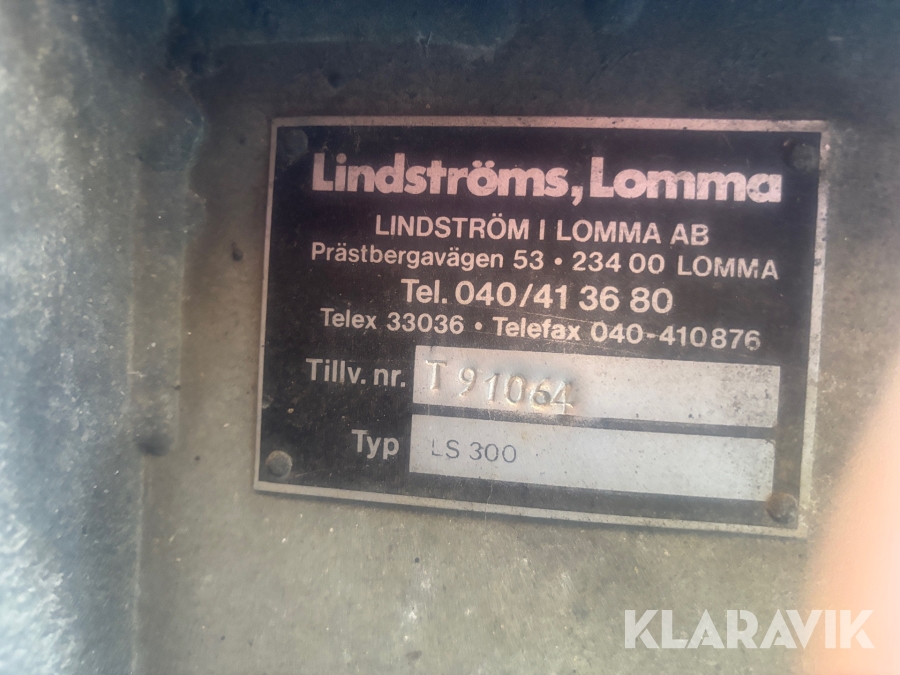 Lindströms, Lomma
LINDSTRÖM I LOMMA AB
Prästbergavägen 53 • 234 00 LOMMA
Tel. 040/41 36 80
Telex 33036 • Telefax 040-410876
Tillv. nr. T 91064
Typ LS 300
KLARAVIK